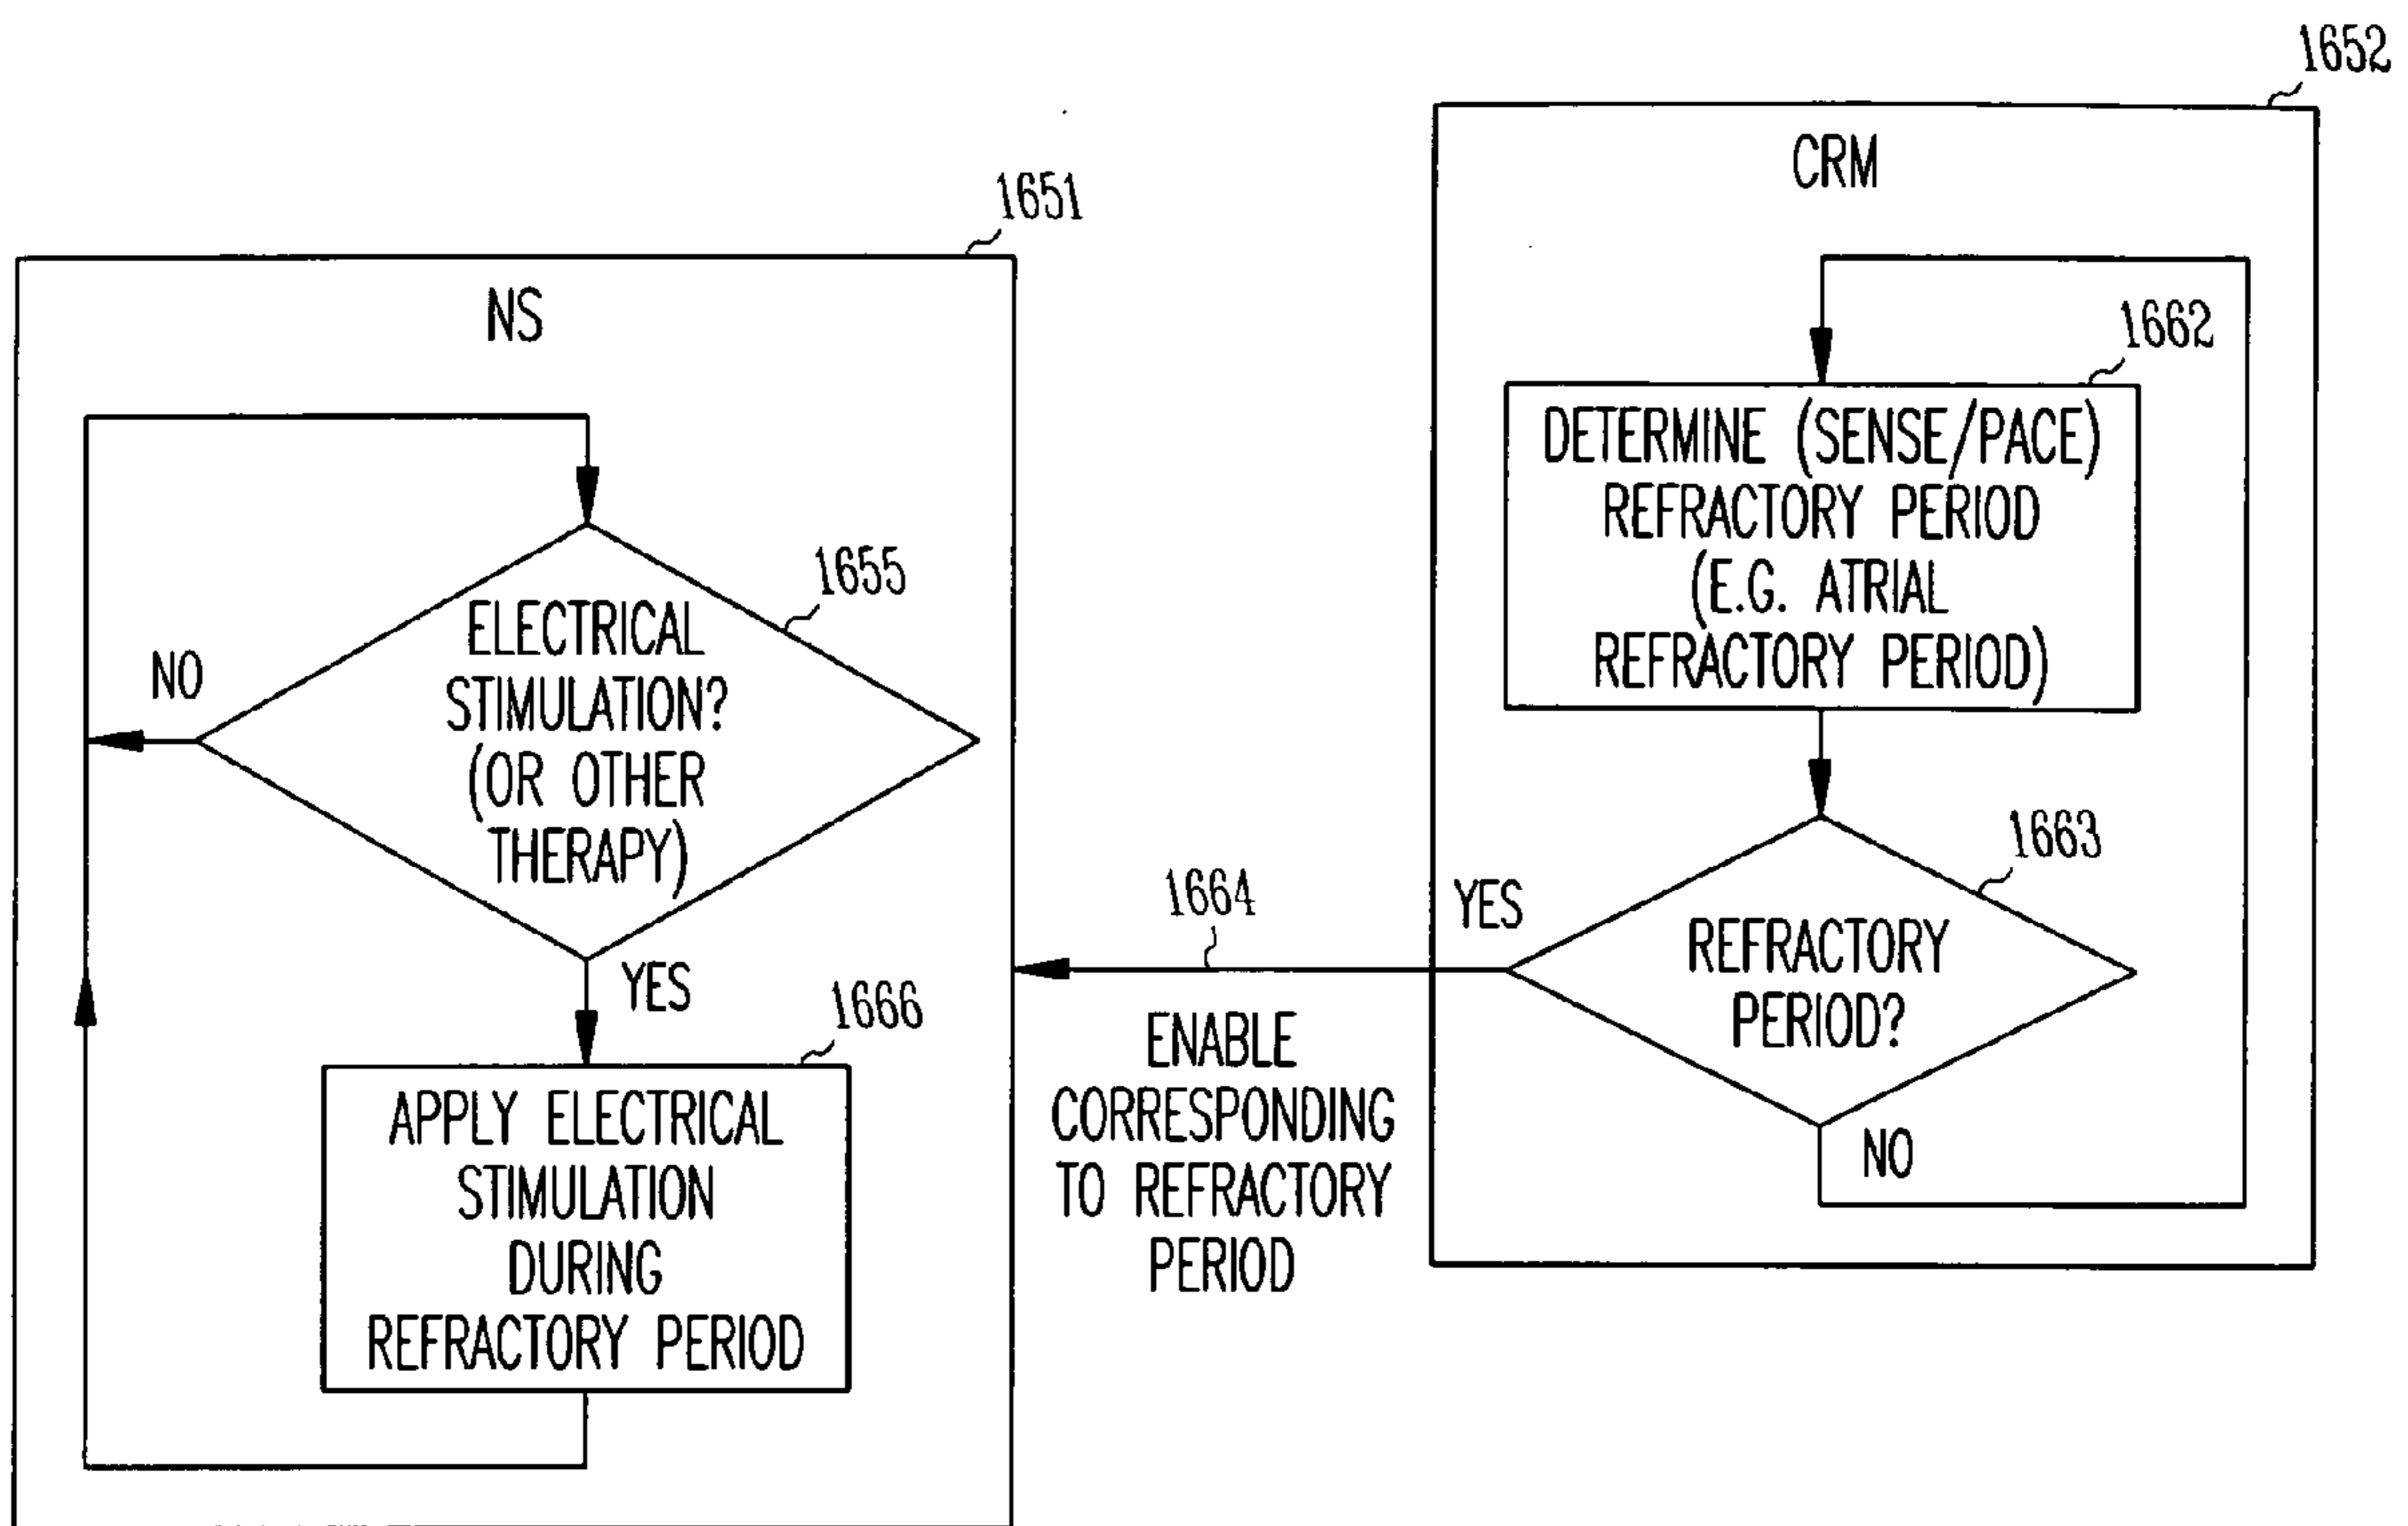 1652
CRM
1651
NS
1662
DETERMINE (SENSE/PACE)
REFRACTORY PERIOD
(E.G. ATRIAL
REFRACTORY PERIOD)
1655
ELECTRICAL
STIMULATION?
(OR OTHER
THERAPY)
NO
YES
1663
REFRACTORY
PERIOD?
YES
NO
1664
ENABLE
CORRESPONDING
TO REFRACTORY
PERIOD
1666
APPLY ELECTRICAL
STIMULATION
DURING
REFRACTORY PERIOD